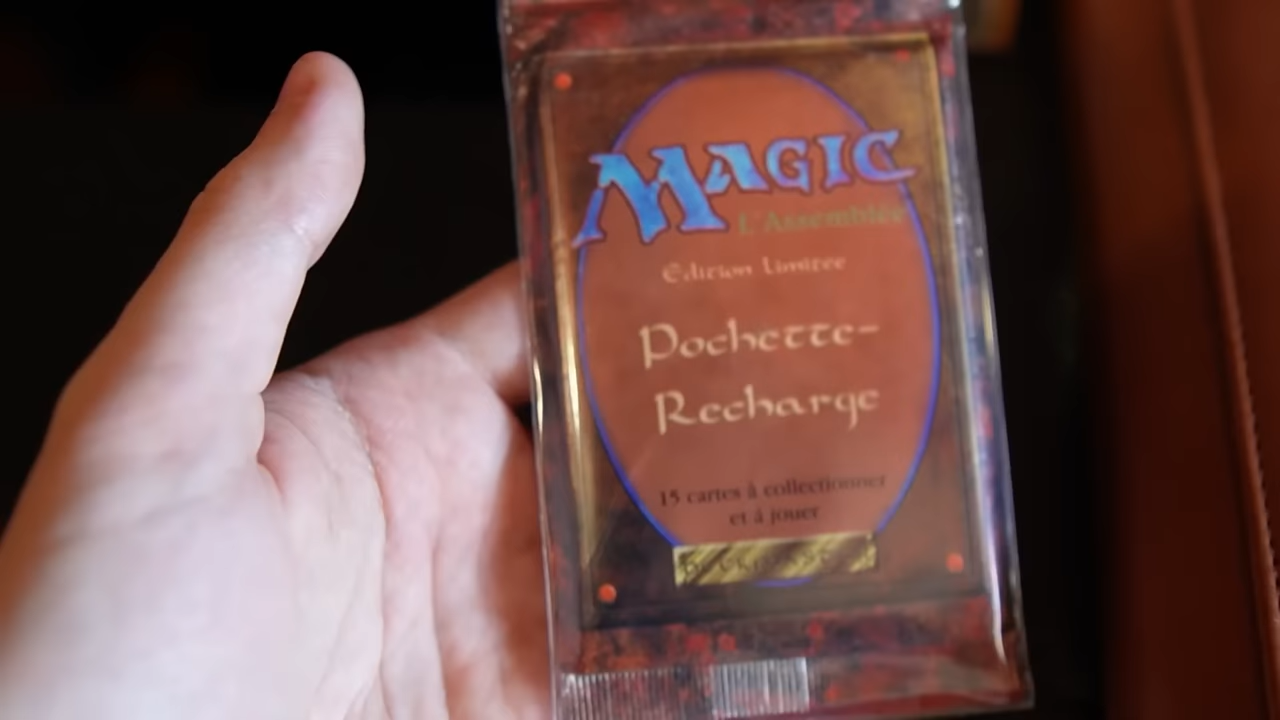 MAGIC
L'Assemblée
Édition Limitée
Pochette-
Recharge
15 cartes à collectionner
et à jouer